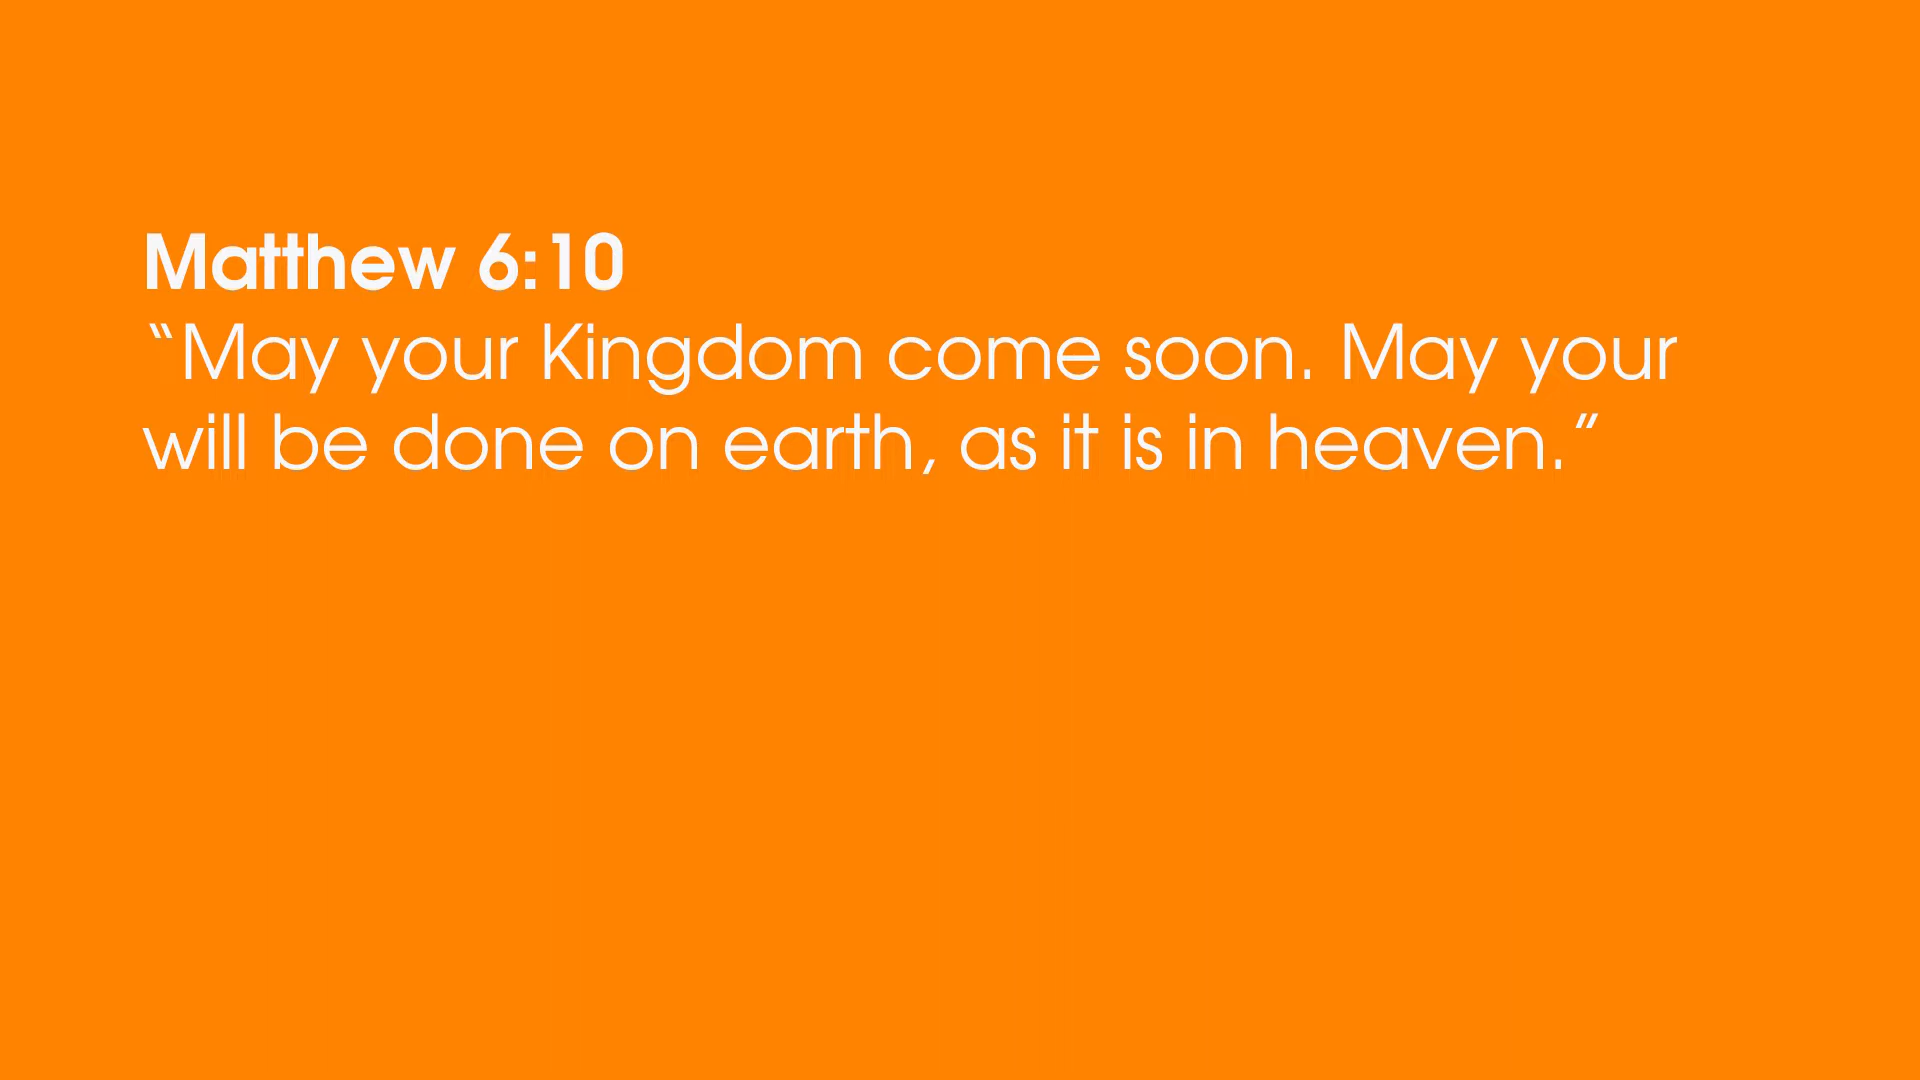 Matthew 6:10
“May your Kingdom come soon. May your
will be done on earth, as it is in heaven.”